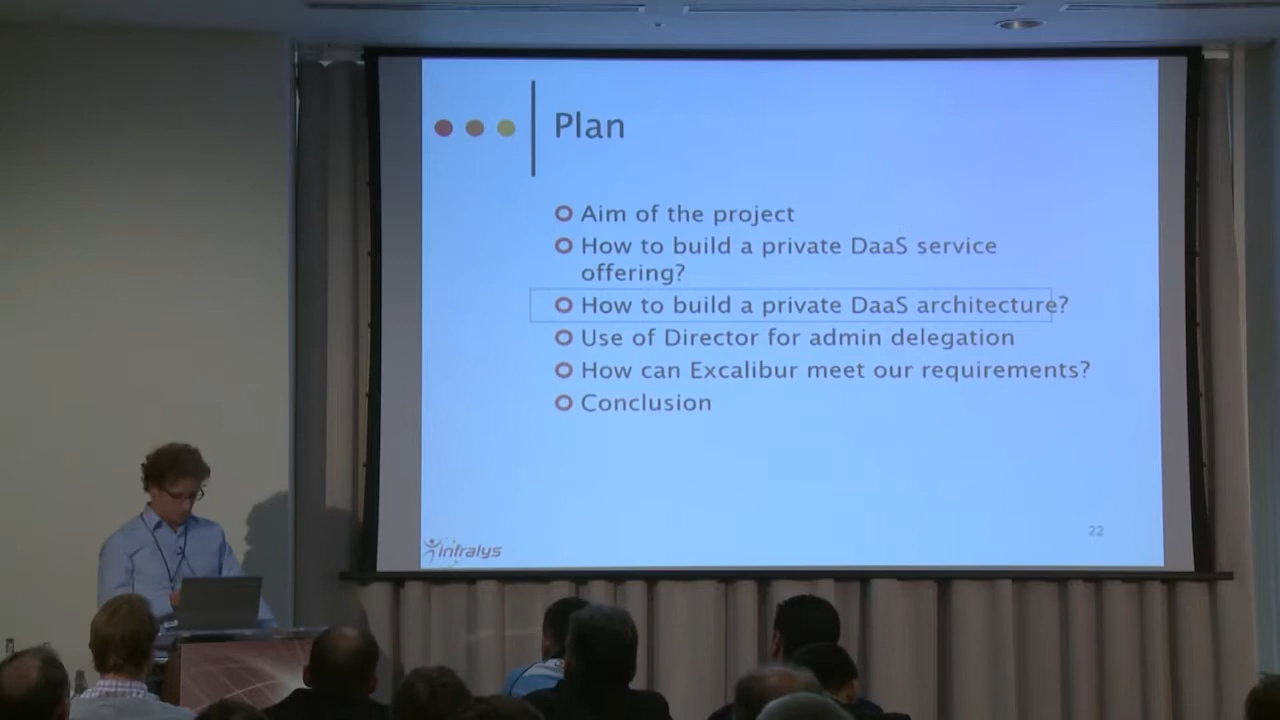 Plan
Aim of the project
How to build a private DaaS service
offering?
How to build a private DaaS architecture?
Use of Director for admin delegation
How can Excalibur meet our requirements?
Conclusion
22
infralys